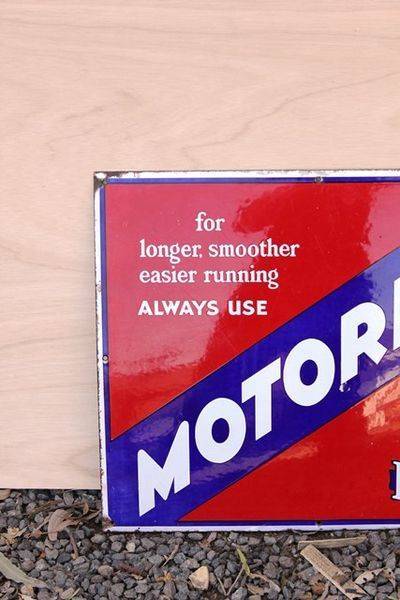 for
longer, smoother
easier running
ALWAYS USE
MOTOR